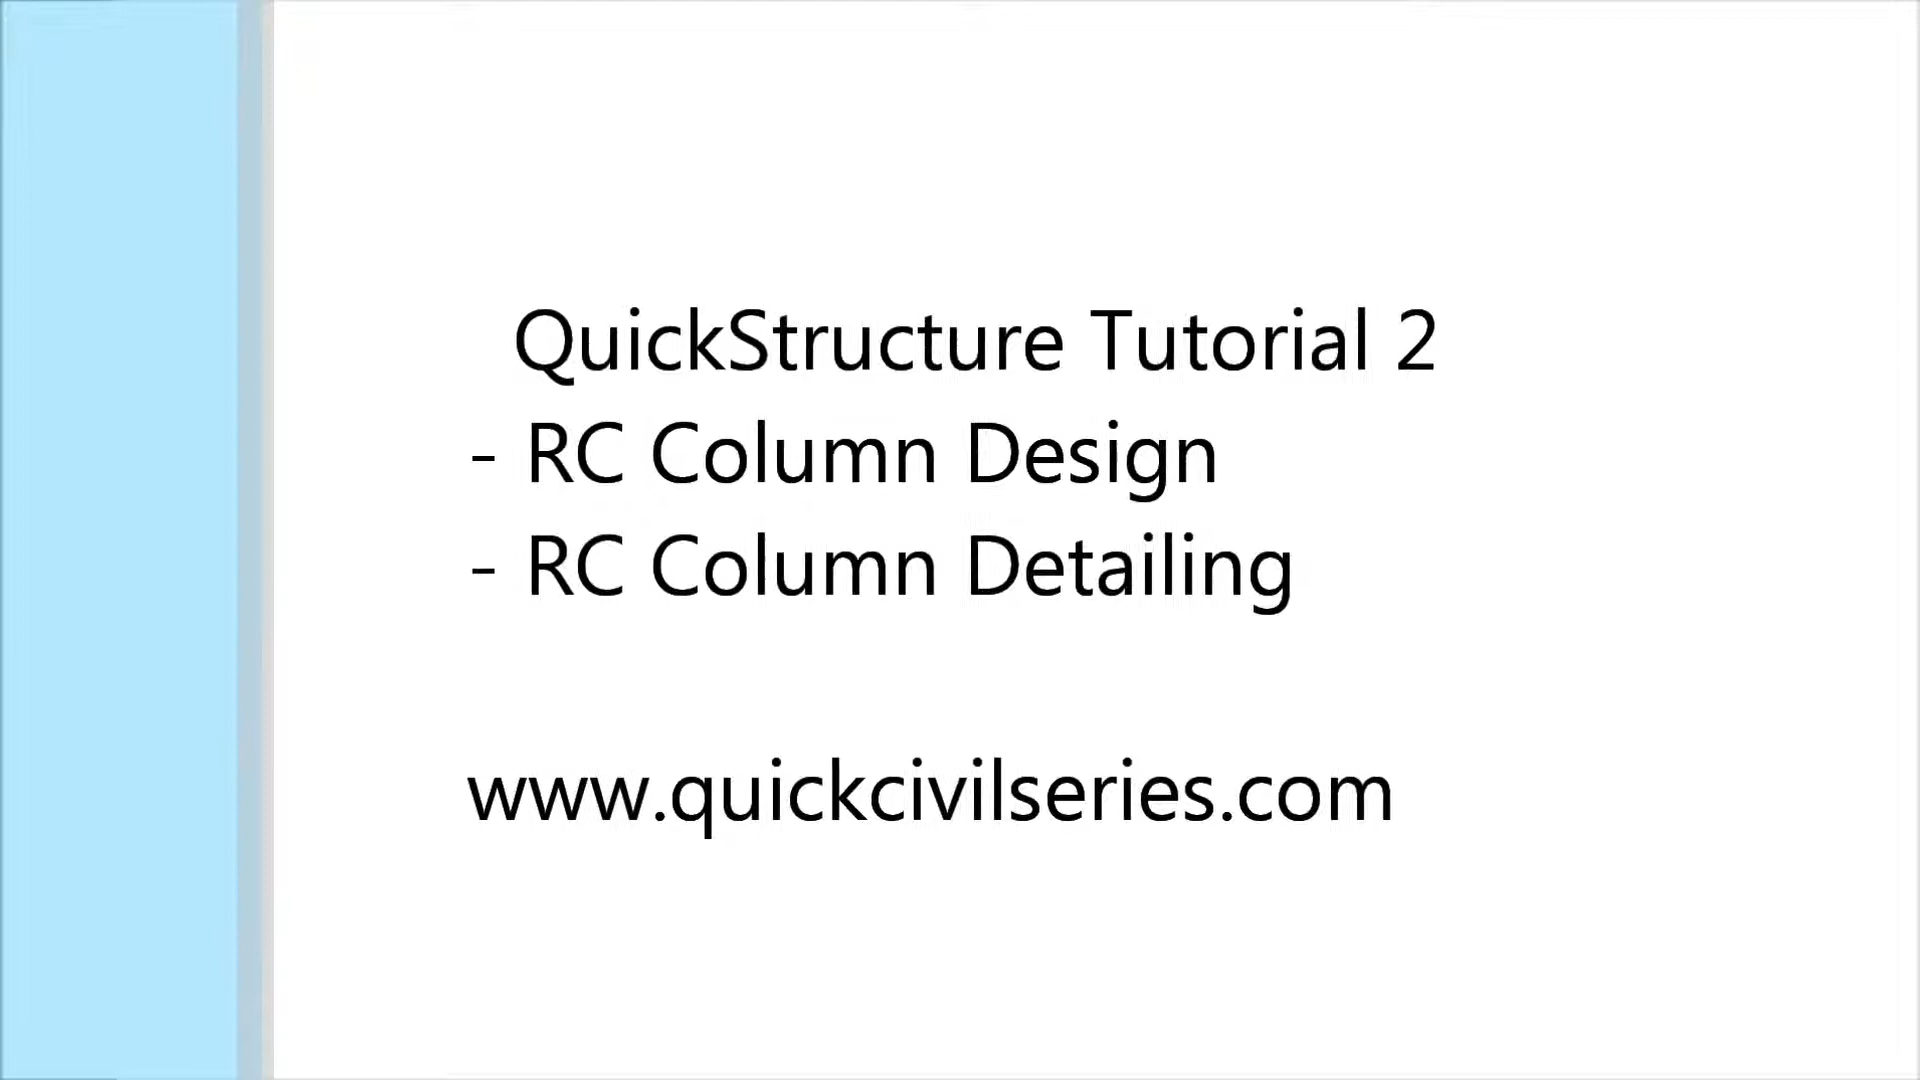 QuickStructure Tutorial 2
- RC Column Design
- RC Column Detailing
www.quickcivilseries.com